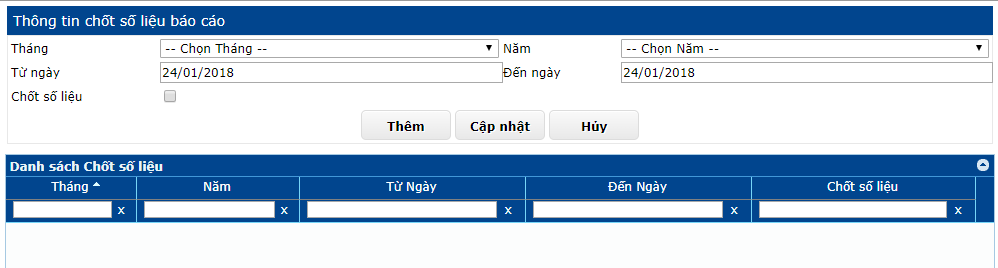 Thông tin chốt số liệu báo cáo
Tháng -- Chọn Tháng -- Năm -- Chọn Năm --
Từ ngày 24/01/2018 Đến ngày 24/01/2018
Chốt số liệu
Thêm Cập nhật Hủy
Danh sách Chốt số liệu
Tháng Năm Từ Ngày Đến Ngày Chốt số liệu
x x x x x